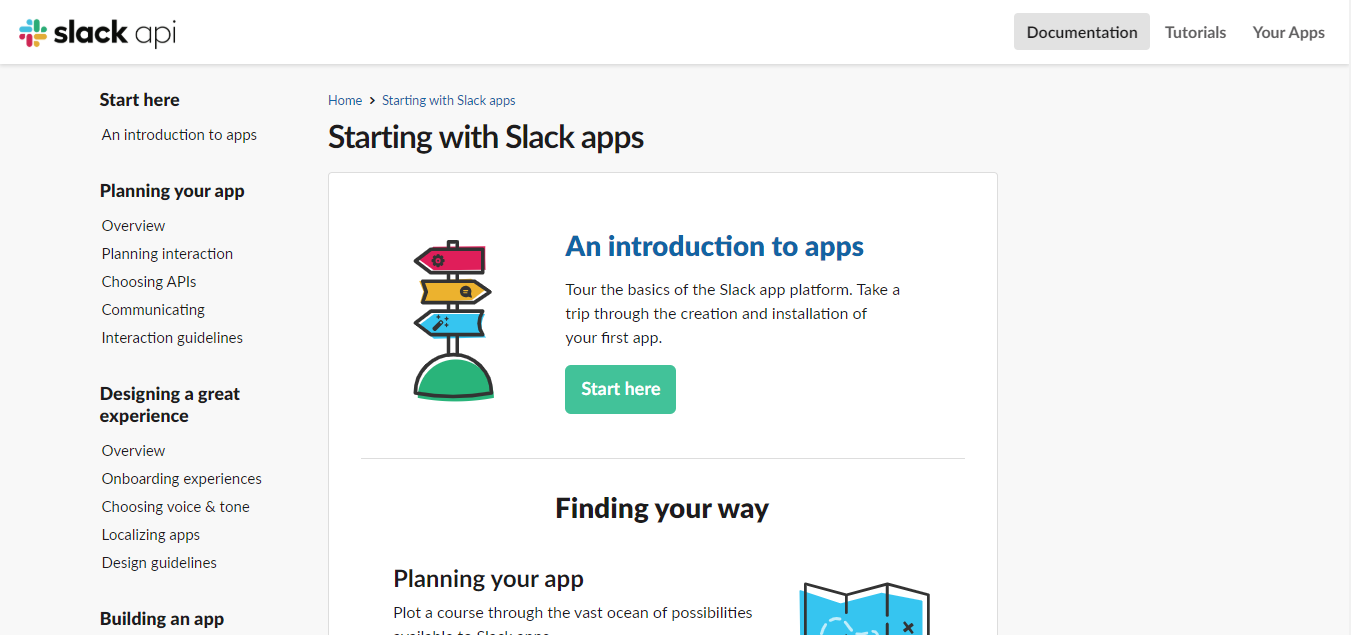 slack api
Documentation
Tutorials
Your Apps
Start here
An introduction to apps
Planning your app
Overview
Planning interaction
Choosing APIs
Communicating
Interaction guidelines
Designing a great
experience
Overview
Onboarding experiences
Choosing voice & tone
Localizing apps
Design guidelines
Building an app
Home > Starting with Slack apps
Starting with Slack apps
An introduction to apps
Tour the basics of the Slack app platform. Take a
trip through the creation and installation of
your first app.
Start here
Finding your way
Planning your app
Plot a course through the vast ocean of possibilities
available to Slack apps.